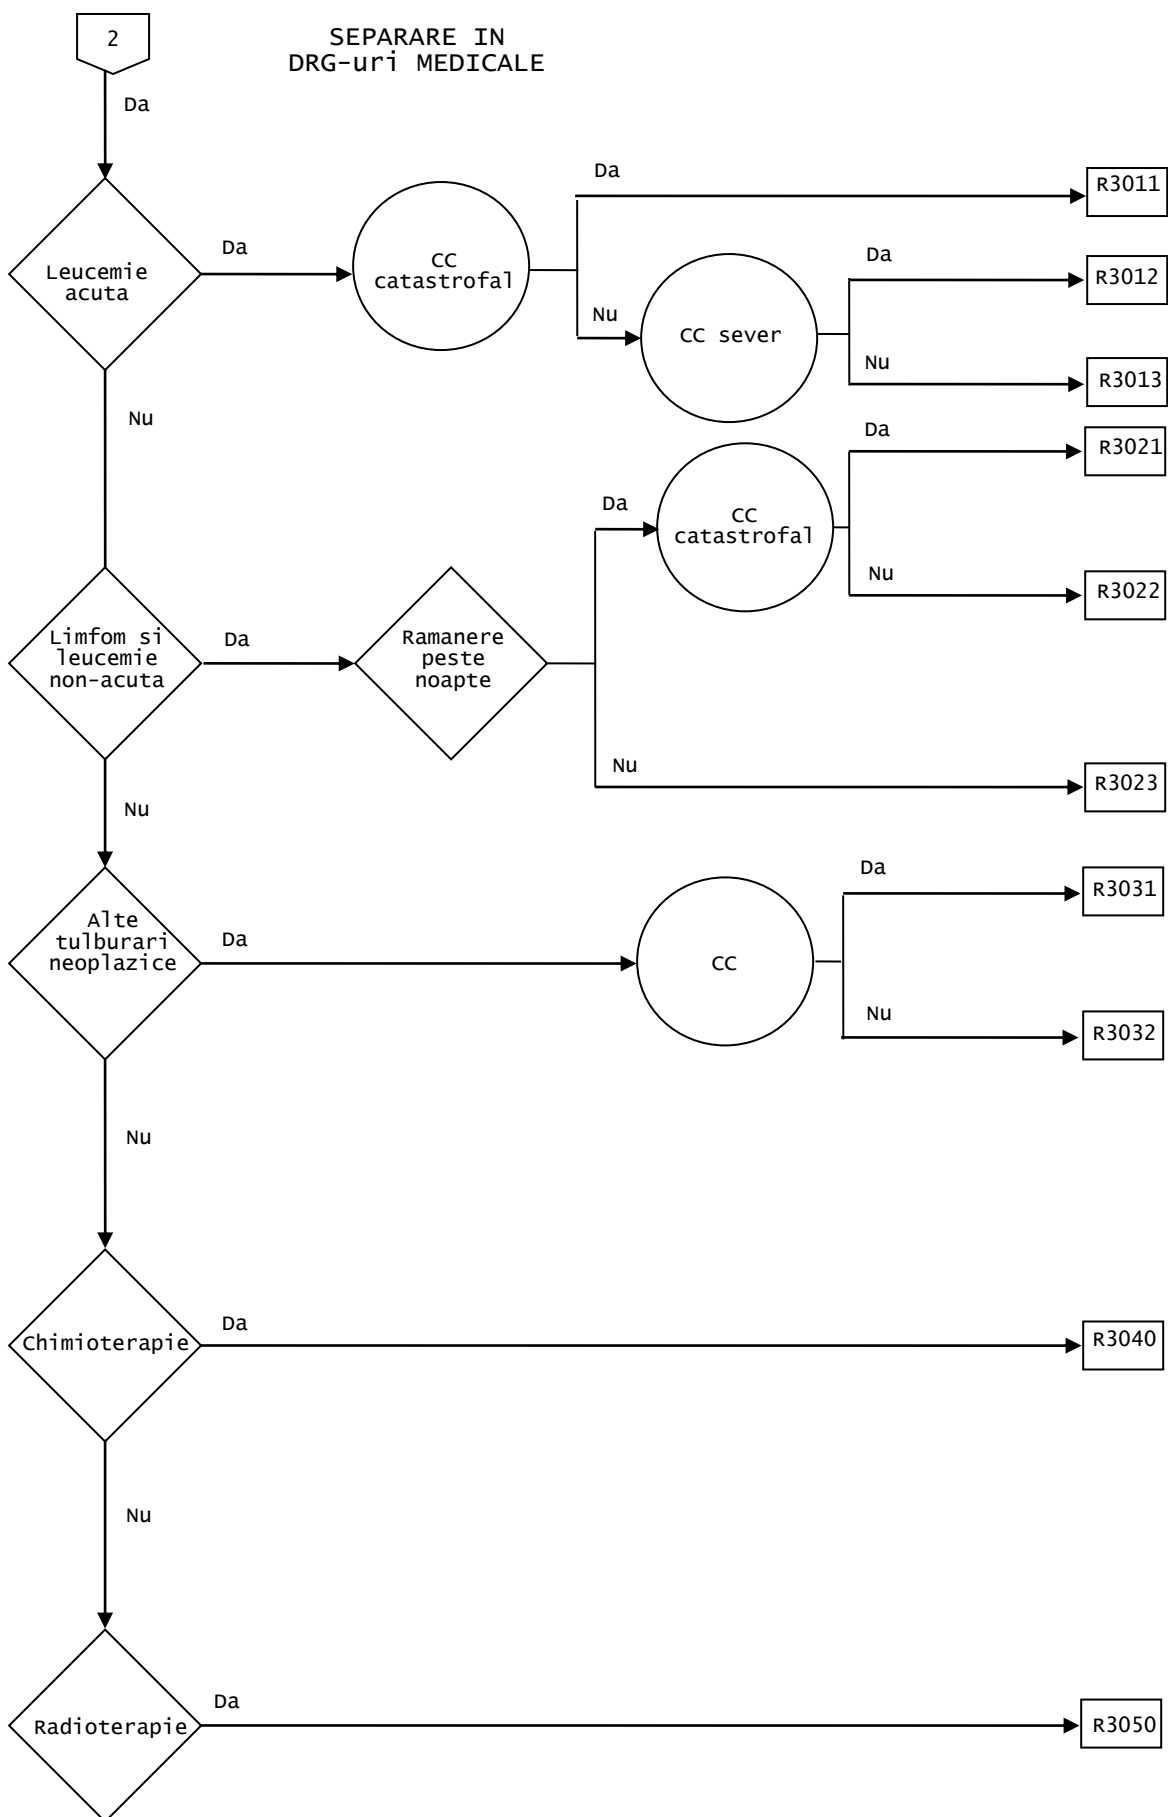 2
SEPARARE IN
DRG-uri MEDICALE
Da
Da
R3011
Leucemie
acuta
Da
CC
catastrofal
Da
R3012
Nu
CC sever
Nu
R3013
Nu
Da
R3021
Da
CC
catastrofal
Nu
R3022
Limfom si
leucemie
non-acuta
Da
Ramanere
peste
noapte
Nu
R3023
Nu
Da
R3031
Alte
tulburari
neoplazice
Da
CC
Nu
R3032
Nu
Chimioterapie
Da
R3040
Nu
Radioterapie
Da
R3050